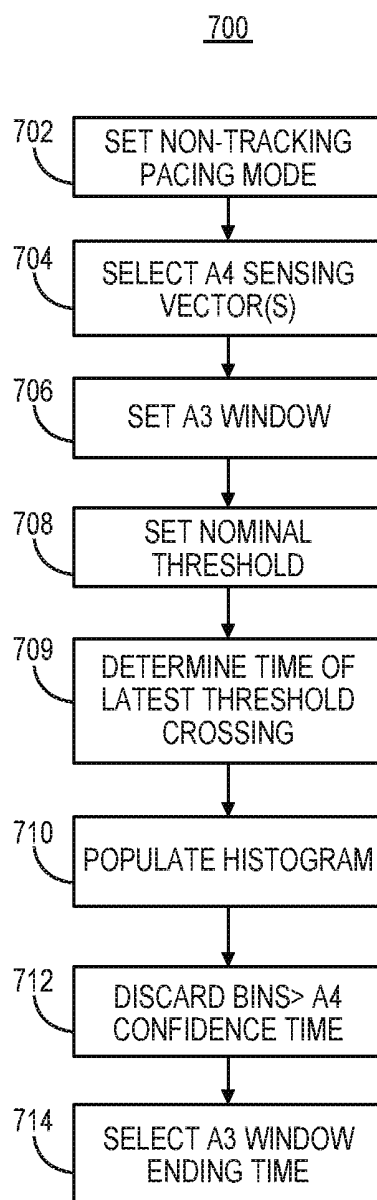 700
702
SET NON-TRACKING
PACING MODE
704
SELECT A4 SENSING
VECTOR(S)
706
SET A3 WINDOW
708
SET NOMINAL
THRESHOLD
709
DETERMINE TIME OF
LATEST THRESHOLD
CROSSING
710
POPULATE HISTOGRAM
712
DISCARD BINS> A4
CONFIDENCE TIME
714
SELECT A3 WINDOW
ENDING TIME